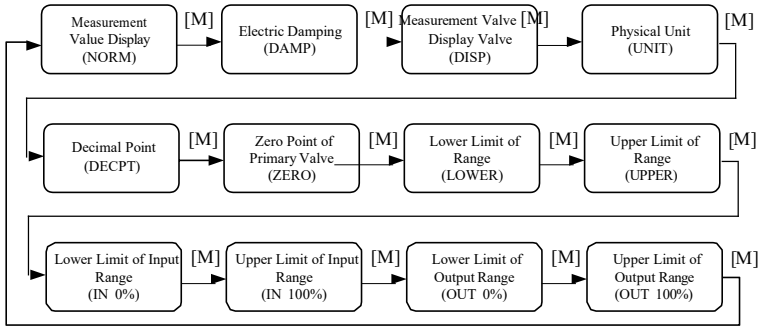 Measurement
Value Display
(NORM)
[M]
Electric Damping
(DAMP)
[M]
Measurement Valve
Display Valve
(DISP)
[M]
Physical Unit
(UNIT)
[M]
Decimal Point
(DECPT)
[M]
Zero Point of
Primary Valve
(ZERO)
[M]
Lower Limit of
Range
(LOWER)
[M]
Upper Limit of
Range
(UPPER)
[M]
Lower Limit of Input
Range
(IN 0%)
[M]
Upper Limit of Input
Range
(IN 100%)
[M]
Lower Limit of
Output Range
(OUT 0%)
[M]
Upper Limit of
Output Range
(OUT 100%)
[M]